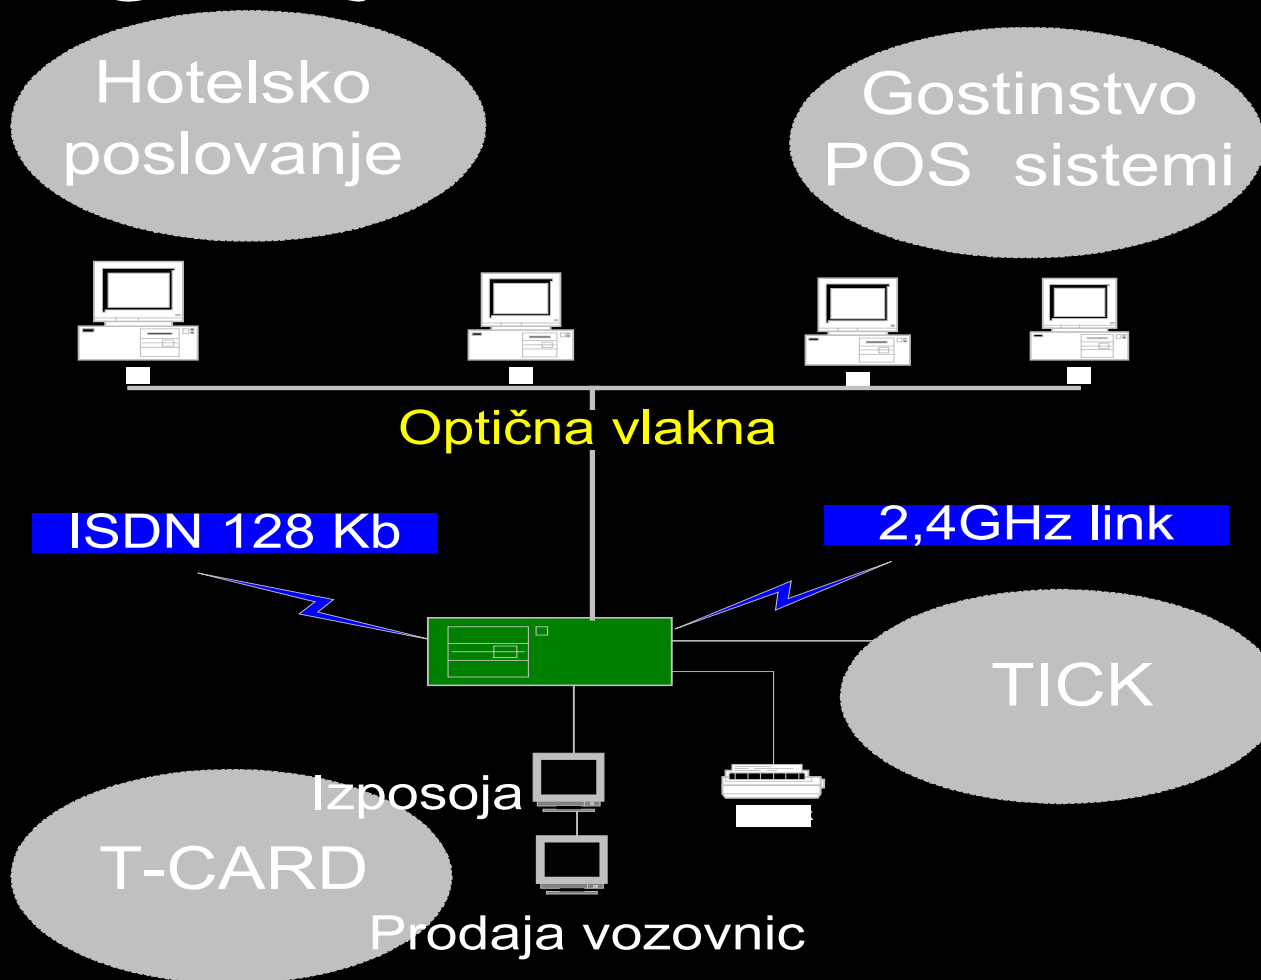 Hotelsko
poslovanje
Gostinstvo
POS sistemi
Optična vlakna
ISDN 128 Kb
2,4GHz link
TICK
Izposoja
T-CARD
Prodaja vozovnic